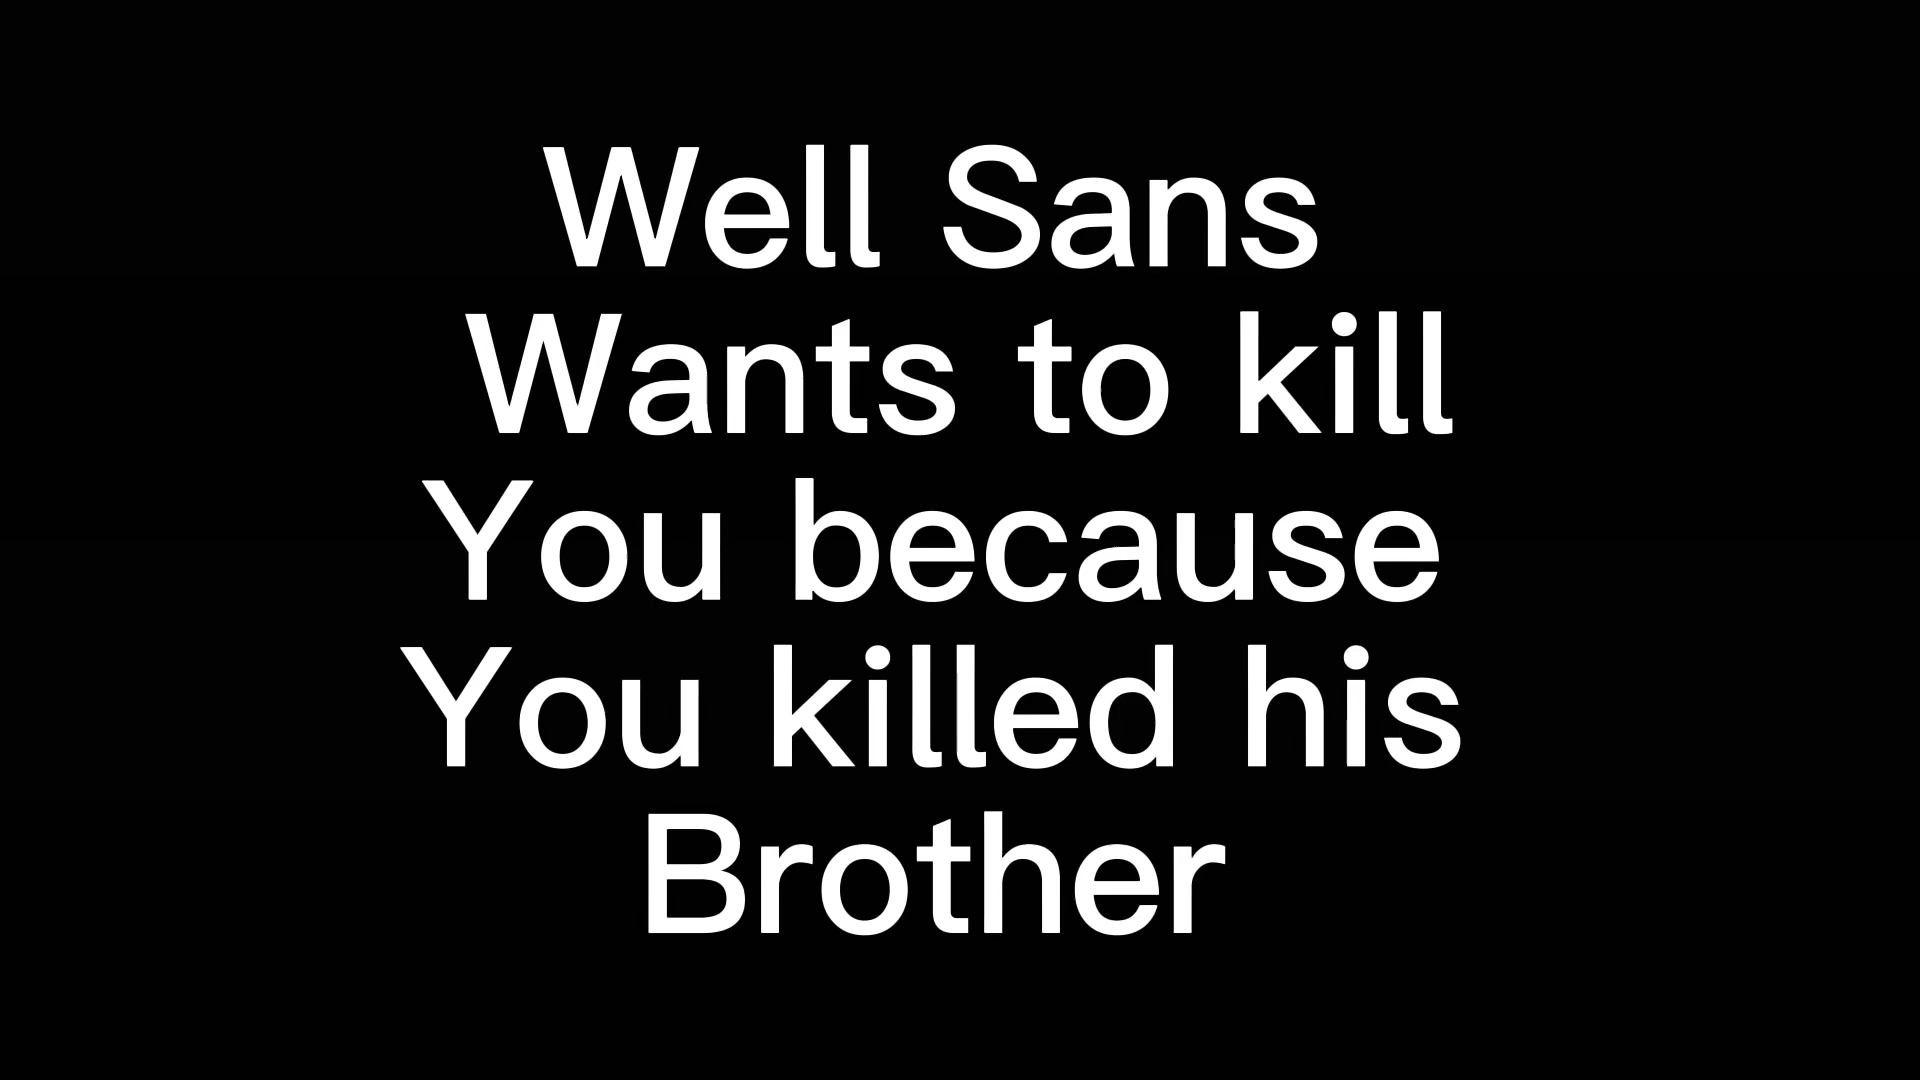 Well Sans
Wants to kill
You because
You killed his
Brother